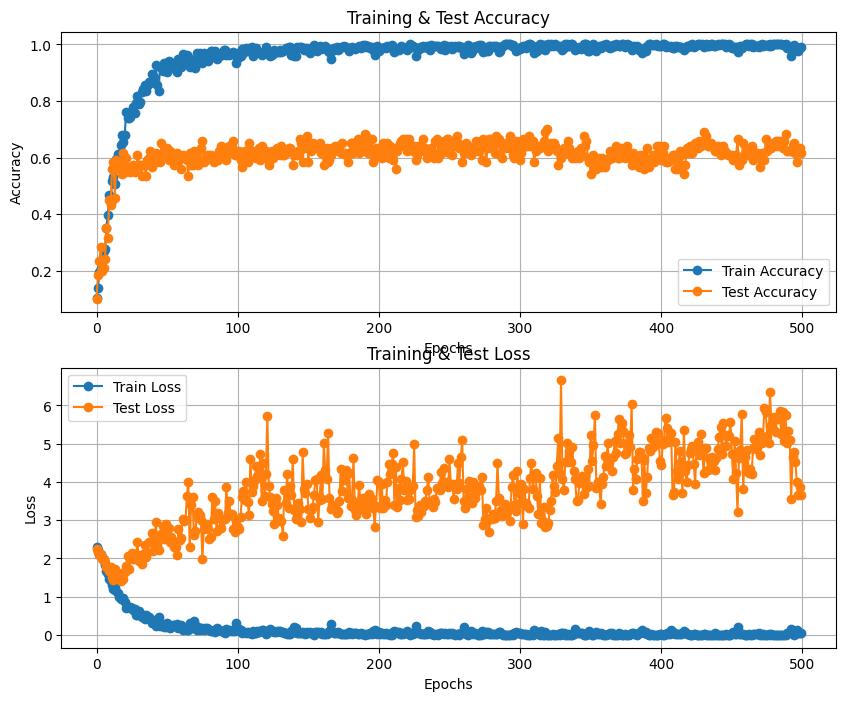 Training & Test Accuracy
1.0
0.8
0.6
0.4
0.2
Accuracy
Train Accuracy
Test Accuracy
0
100
200
300
400
500
Epochs
Training & Test Loss
Train Loss
Test Loss
6
5
4
3
2
1
0
Loss
0
100
200
300
400
500
Epochs